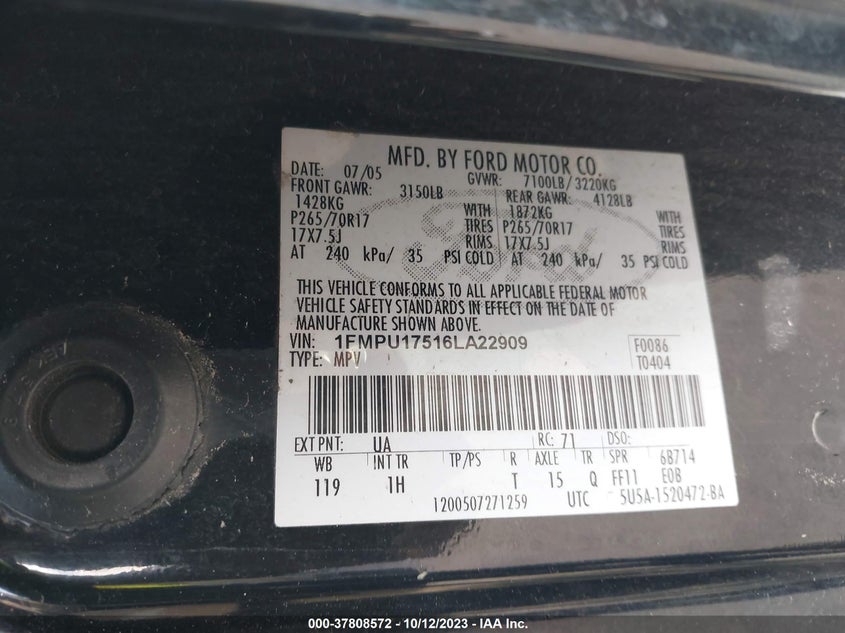 MFD. BY FORD MOTOR CO.
DATE: 07/05 GVWR: 7100LB/3220KG
FRONT GAWR: 3150LB REAR GAWR: 4128LB
1428KG WITH 1872KG WITH
P265/70R17 TIRES P265/70R17 TIRES
17X7.5J RIMS 17X7.5J RIMS
AT 240 kPa/ 35 PSI COLD AT 240 kPa/ 35 PSI COLD
THIS VEHICLE CONFORMS TO ALL APPLICABLE FEDERAL MOTOR
VEHICLE SAFETY STANDARDS IN EFFECT ON THE DATE OF
MANUFACTURE SHOWN ABOVE.
VIN: 1FMPU17516LA22909 F0086
TYPE: MPV T0404
EXT PNT: UA RC: 71 DSO:
WB INT TR TP/PS R AXLE TR SPR 68714
119 1H T 15 Q FF11 E0B
1200507271259 UTC 5U5A-1520472-BA
000-37808572 - 10/12/2023 - IAA Inc.